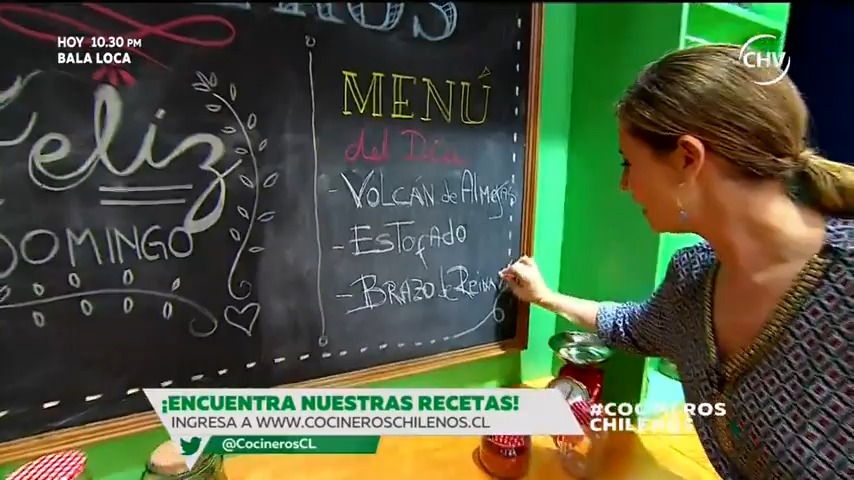 HOY 10.30 PM
BALA LOCA
CHV
Feliz
DOMINGO
MENÚ
del Día
- VOLCÁN de Almejas
- Estofado
- BRAZO de Reina
¡ENCUENTRA NUESTRAS RECETAS!
INGRESA A WWW.COCINEROSCHILENOS.CL
@CocinerosCL
#COCINEROS
CHILENOS